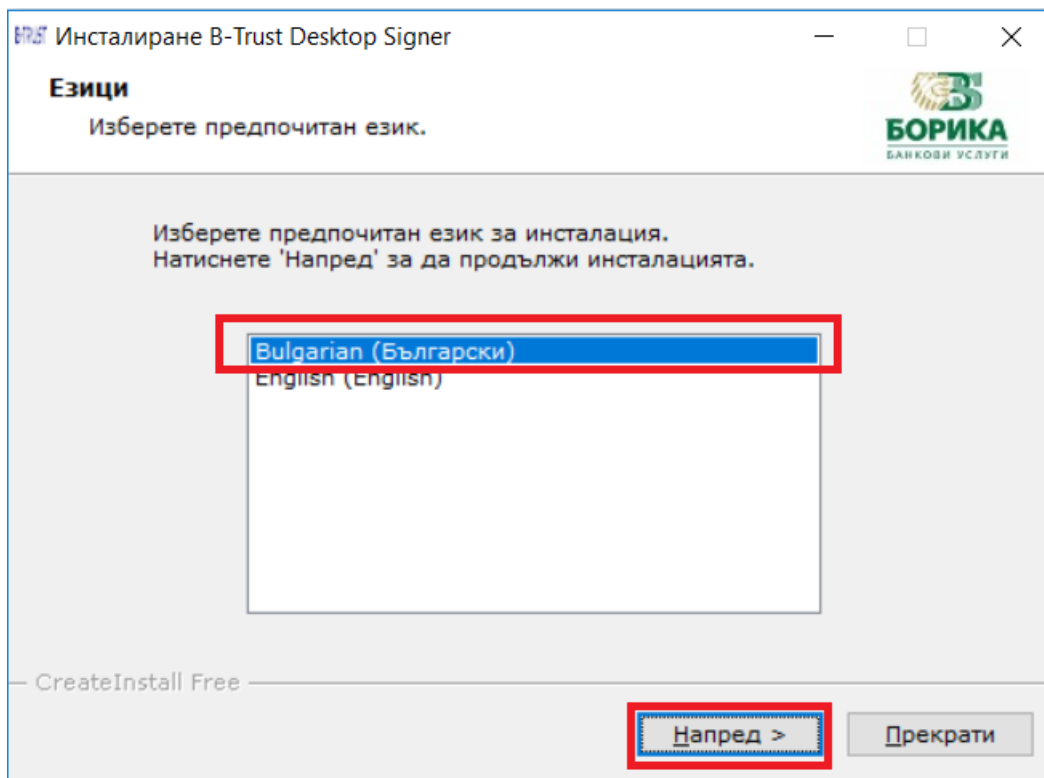 B-TRUST Инсталиране B-Trust Desktop Signer
Езици
Изберете предпочитан език.
БОРИКА
БАНКОВИ УСЛУГИ
Изберете предпочитан език за инсталация.
Натиснете 'Напред' за да продължи инсталацията.
Bulgarian (Български)
English (English)
CreateInstall Free
Напред >
Прекрати